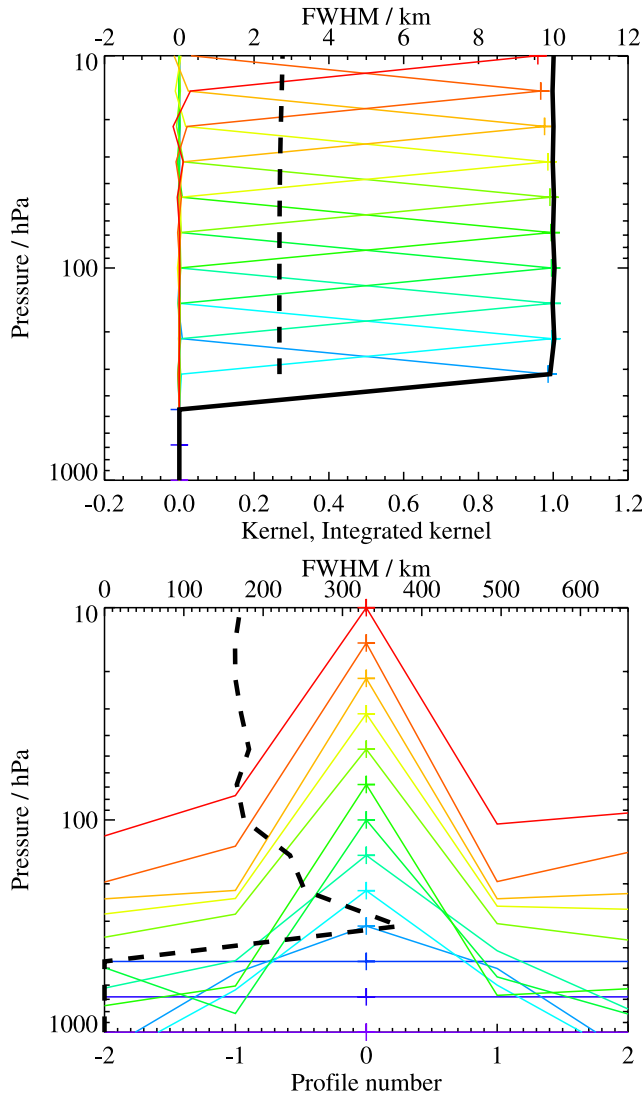 FWHM / km
-2 0 2 4 6 8 10 12
10
100
1000
Pressure / hPa
-0.2 0.0 0.2 0.4 0.6 0.8 1.0 1.2
Kernel, Integrated kernel
FWHM / km
0 100 200 300 400 500 600
10
100
1000
Pressure / hPa
-2 -1 0 1 2
Profile number